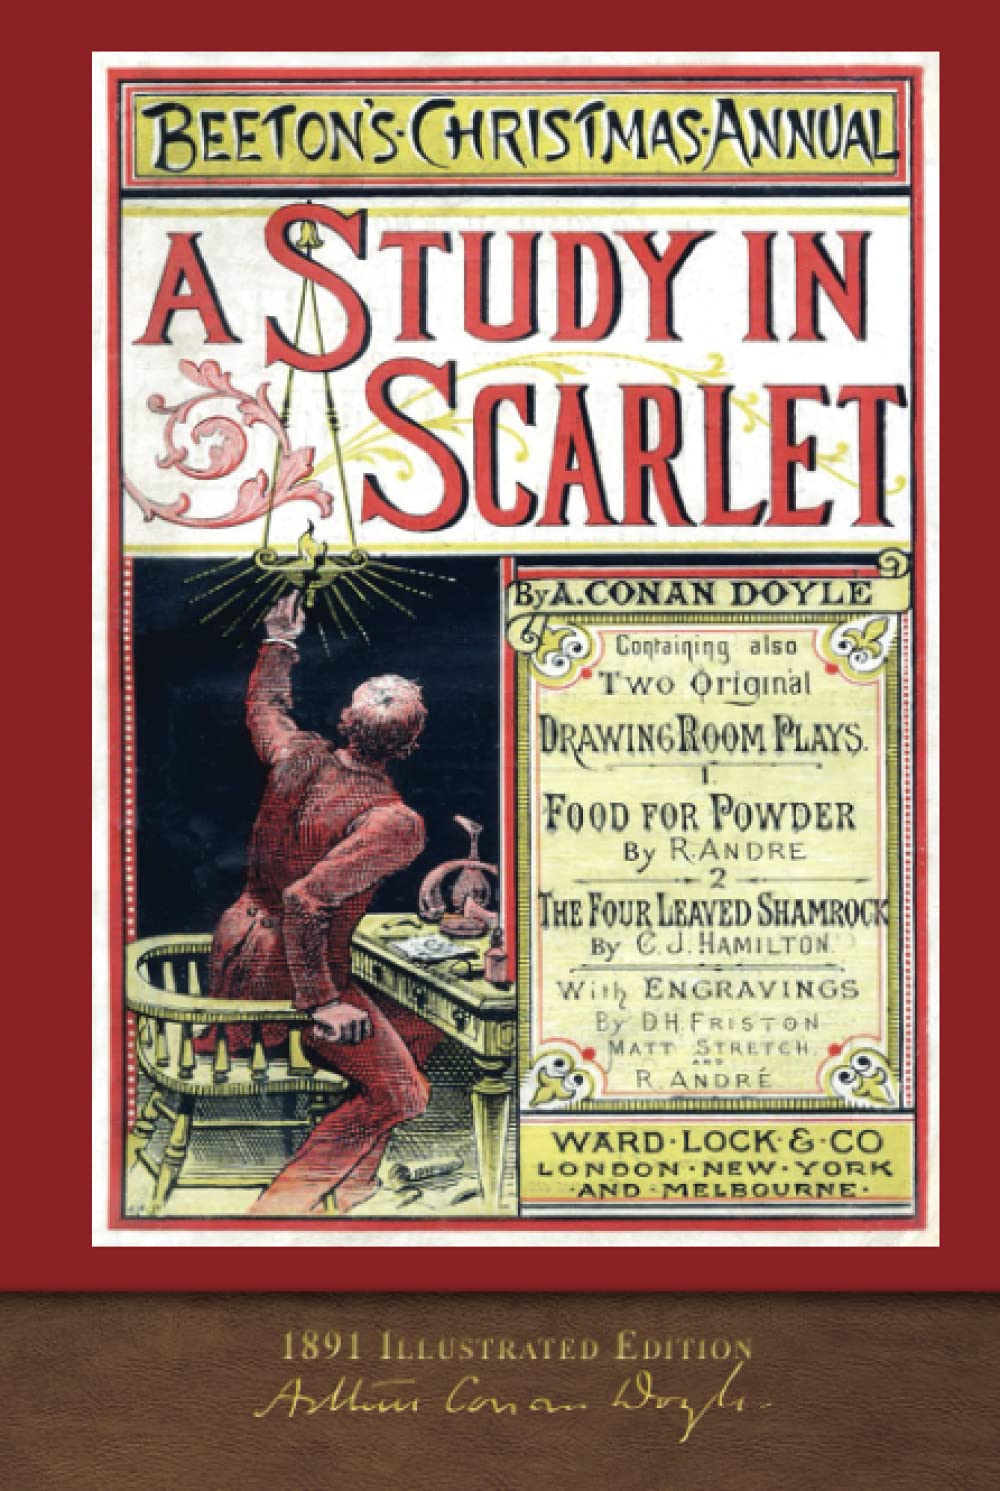 BEETON'S·CHRISTMAS·ANNUAL
A STUDY IN
SCARLET
By A. CONAN DOYLE
Containing also
Two Original
DRAWING ROOM PLAYS.
1.
FOOD FOR POWDER
By R. ANDRE
2
THE FOUR LEAVED SHAMROCK
By C. J. HAMILTON
With ENGRAVINGS
By D H FRISTON
MATT STRETCH,
AND
R. ANDRÉ
WARD·LOCK·&·CO
LONDON·NEW·YORK
·AND·MELBOURNE·
1891 ILLUSTRATED EDITION
Arthur Conan Doyle.